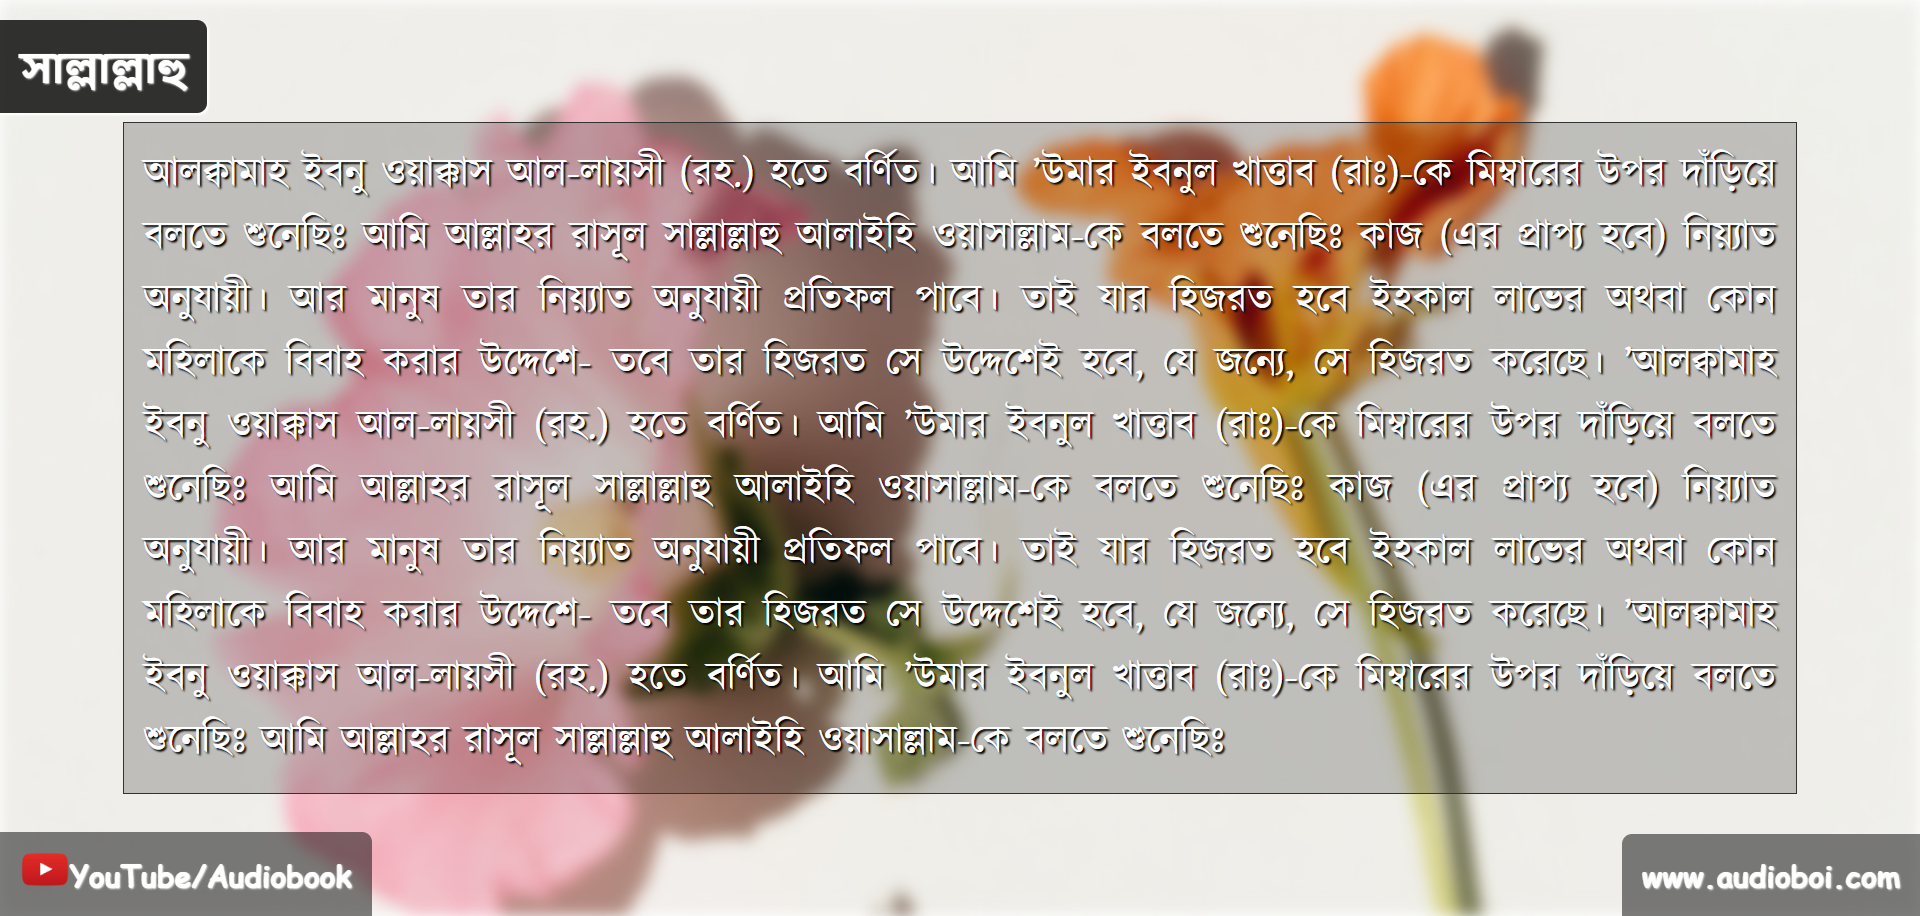 সাল্লাল্লাহু
আলক্বামাহ ইবনু ওয়াক্কাস আল-লায়সী (রহ.) হতে বর্ণিত। আমি ’উমার ইবনুল খাত্তাব (রাঃ)-কে মিম্বারের উপর দাঁড়িয়ে
বলতে শুনেছিঃ আমি আল্লাহর রাসূল সাল্লাল্লাহু আলাইহি ওয়াসাল্লাম-কে বলতে শুনেছিঃ কাজ (এর প্রাপ্য হবে) নিয়্যাত
অনুযায়ী। আর মানুষ তার নিয়্যাত অনুযায়ী প্রতিফল পাবে। তাই যার হিজরত হবে ইহকাল লাভের অথবা কোন
মহিলাকে বিবাহ করার উদ্দেশে- তবে তার হিজরত সে উদ্দেশেই হবে, যে জন্যে, সে হিজরত করেছে। ’আলক্বামাহ
ইবনু ওয়াক্কাস আল-লায়সী (রহ.) হতে বর্ণিত। আমি ’উমার ইবনুল খাত্তাব (রাঃ)-কে মিম্বারের উপর দাঁড়িয়ে বলতে
শুনেছিঃ আমি আল্লাহর রাসূল সাল্লাল্লাহু আলাইহি ওয়াসাল্লাম-কে বলতে শুনেছিঃ কাজ (এর প্রাপ্য হবে) নিয়্যাত
অনুযায়ী। আর মানুষ তার নিয়্যাত অনুযায়ী প্রতিফল পাবে। তাই যার হিজরত হবে ইহকাল লাভের অথবা কোন
মহিলাকে বিবাহ করার উদ্দেশে- তবে তার হিজরত সে উদ্দেশেই হবে, যে জন্যে, সে হিজরত করেছে। ’আলক্বামাহ
ইবনু ওয়াক্কাস আল-লায়সী (রহ.) হতে বর্ণিত। আমি ’উমার ইবনুল খাত্তাব (রাঃ)-কে মিম্বারের উপর দাঁড়িয়ে বলতে
শুনেছিঃ আমি আল্লাহর রাসূল সাল্লাল্লাহু আলাইহি ওয়াসাল্লাম-কে বলতে শুনেছিঃ
YouTube/Audiobook
www.audioboi.com